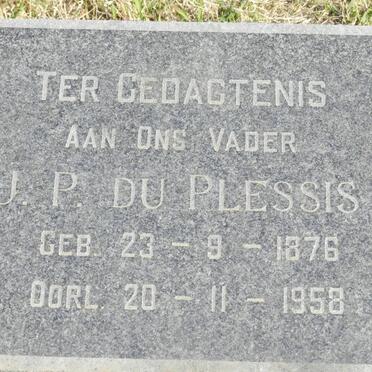 TER GEDAGTENIS
AAN ONS VADER
J. P. DU PLESSIS
GEB. 23 - 9 - 1876
OORL. 20 - 11 - 1958